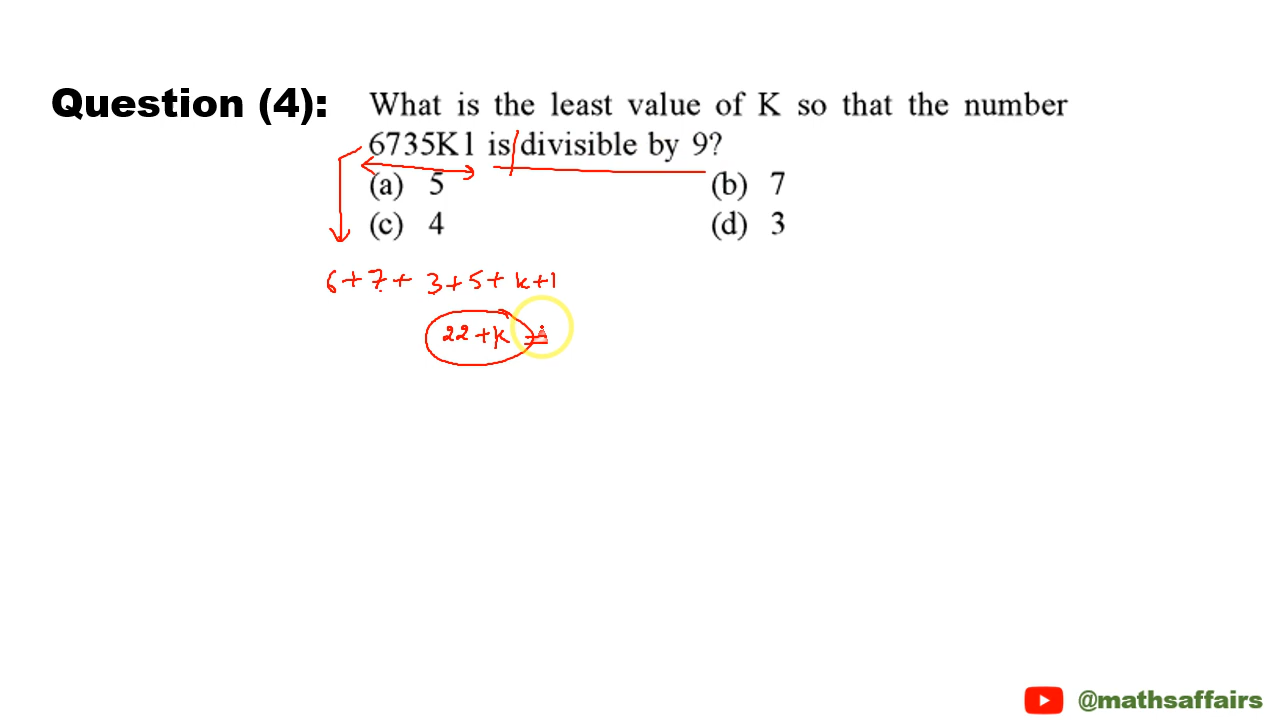 Question (4): What is the least value of K so that the number
6735K1 is divisible by 9?
(a) 5 (b) 7
(c) 4 (d) 3
6+7+3+5+k+1
22+k =
@mathsaffairs